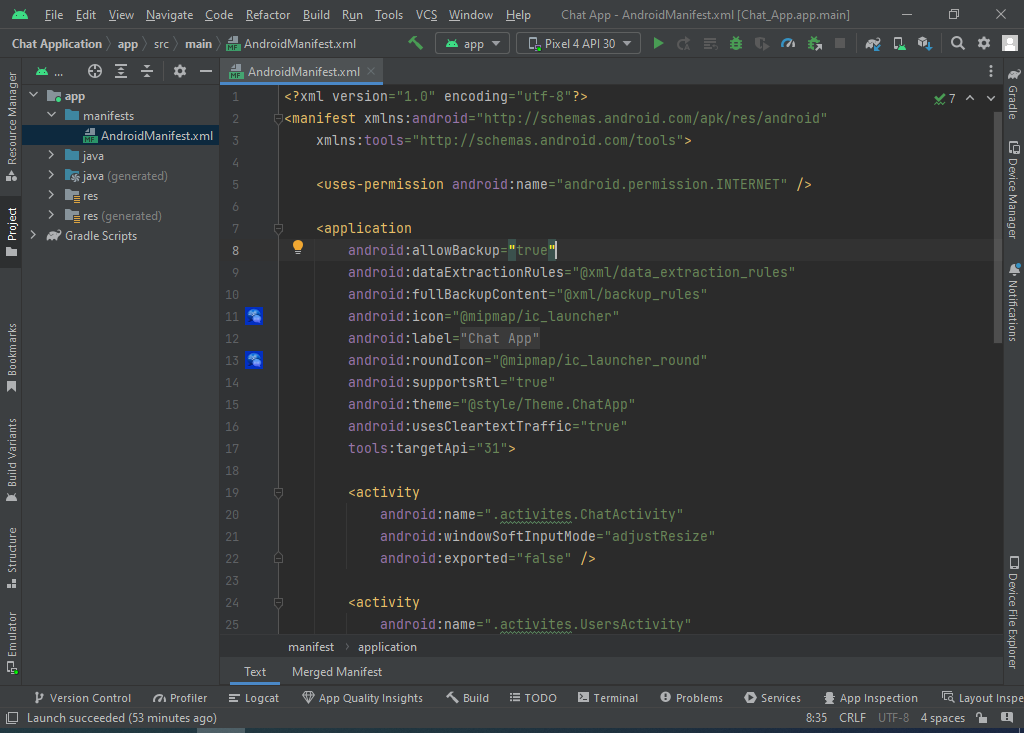 File Edit View Navigate Code Refactor Build Run Tools VCS Window Help Chat App - AndroidManifest.xml [Chat_App.app.main]
Chat Application app src main AndroidManifest.xml app Pixel 4 API 30
... AndroidManifest.xml
Resource Manager
Project
Bookmarks
Build Variants
Structure
Emulator
app
manifests
AndroidManifest.xml
java
java (generated)
res
res (generated)
Gradle Scripts
7
1 <?xml version="1.0" encoding="utf-8"?>
2 <manifest xmlns:android="http://schemas.android.com/apk/res/android"
3 xmlns:tools="http://schemas.android.com/tools">
4
5 <uses-permission android:name="android.permission.INTERNET" />
6
7 <application
8 android:allowBackup="true"
9 android:dataExtractionRules="@xml/data_extraction_rules"
10 android:fullBackupContent="@xml/backup_rules"
11 android:icon="@mipmap/ic_launcher"
12 android:label="Chat App"
13 android:roundIcon="@mipmap/ic_launcher_round"
14 android:supportsRtl="true"
15 android:theme="@style/Theme.ChatApp"
16 android:usesCleartextTraffic="true"
17 tools:targetApi="31">
18
19 <activity
20 android:name=".activites.ChatActivity"
21 android:windowSoftInputMode="adjustResize"
22 android:exported="false" />
23
24 <activity
25 android:name=".activites.UsersActivity"
Gradle
Device Manager
Notifications
Device File Explorer
manifest application
Text Merged Manifest
Version Control Profiler Logcat App Quality Insights Build TODO Terminal Problems Services App Inspection Layout Inspe
Launch succeeded (53 minutes ago) 8:35 CRLF UTF-8 4 spaces